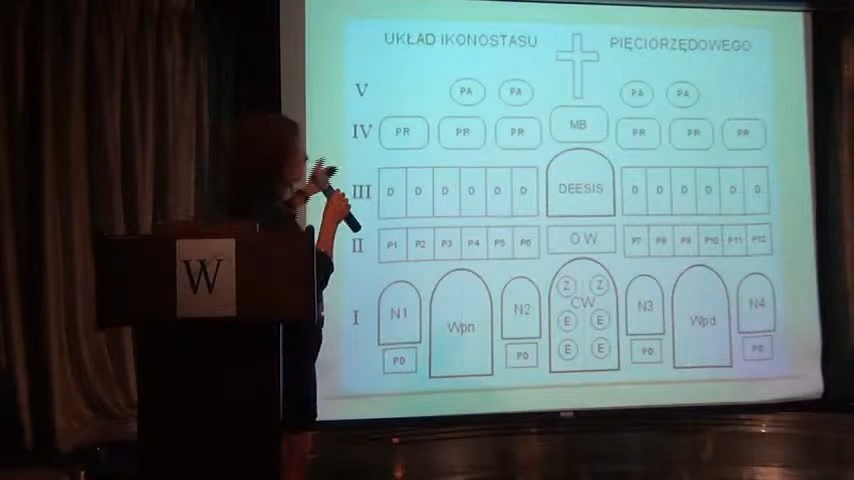 UKŁAD IKONOSTASU PIĘCIORZĘDOWEGO
V PA PA PA PA
IV PR PR PR MB PR PR PR
III D D D D D D DEESIS D D D D D D
II P1 P2 P3 P4 P5 P6 O W P7 P8 P9 P10 P11 P12
I N1 Wpn N2 Z Z CW E E E E N3 Wpd N4
PD PD PD PD
W